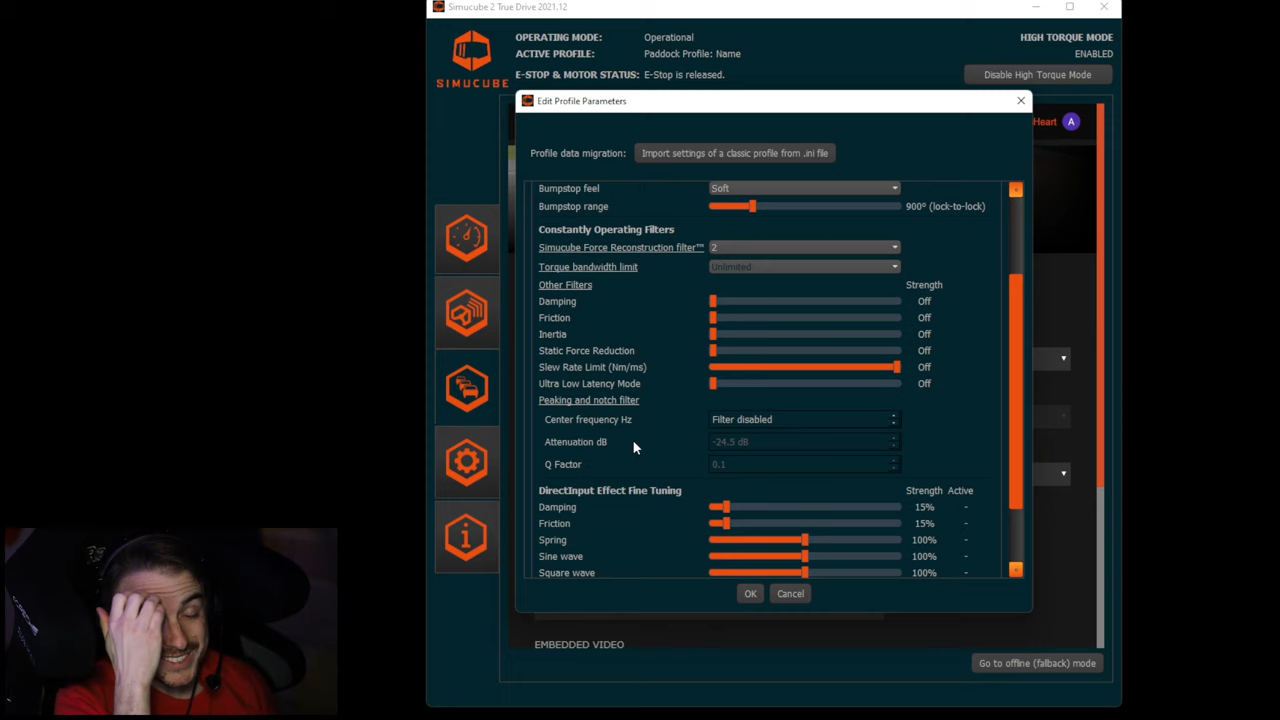 Simucube 2 True Drive 2021.12
OPERATING MODE: Operational
HIGH TORQUE MODE
ACTIVE PROFILE: Paddock Profile: Name
ENABLED
SIMUCUBE
E-STOP & MOTOR STATUS: E-Stop is released.
Disable High Torque Mode
Edit Profile Parameters
Heart A
Profile data migration: Import settings of a classic profile from .ini file
Bumpstop feel Soft
Bumpstop range 900° (lock-to-lock)
Constantly Operating Filters
Simucube Force Reconstruction filter™ 2
Torque bandwidth limit Unlimited
Other Filters Strength
Damping Off
Friction Off
Inertia Off
Static Force Reduction Off
Slew Rate Limit (Nm/ms) Off
Ultra Low Latency Mode Off
Peaking and notch filter
Center frequency Hz Filter disabled
Attenuation dB -24.5 dB
Q Factor 0.1
DirectInput Effect Fine Tuning Strength Active
Damping 15% -
Friction 15% -
Spring 100% -
Sine wave 100% -
Square wave 100% -
OK Cancel
EMBEDDED VIDEO
Go to offline (fallback) mode